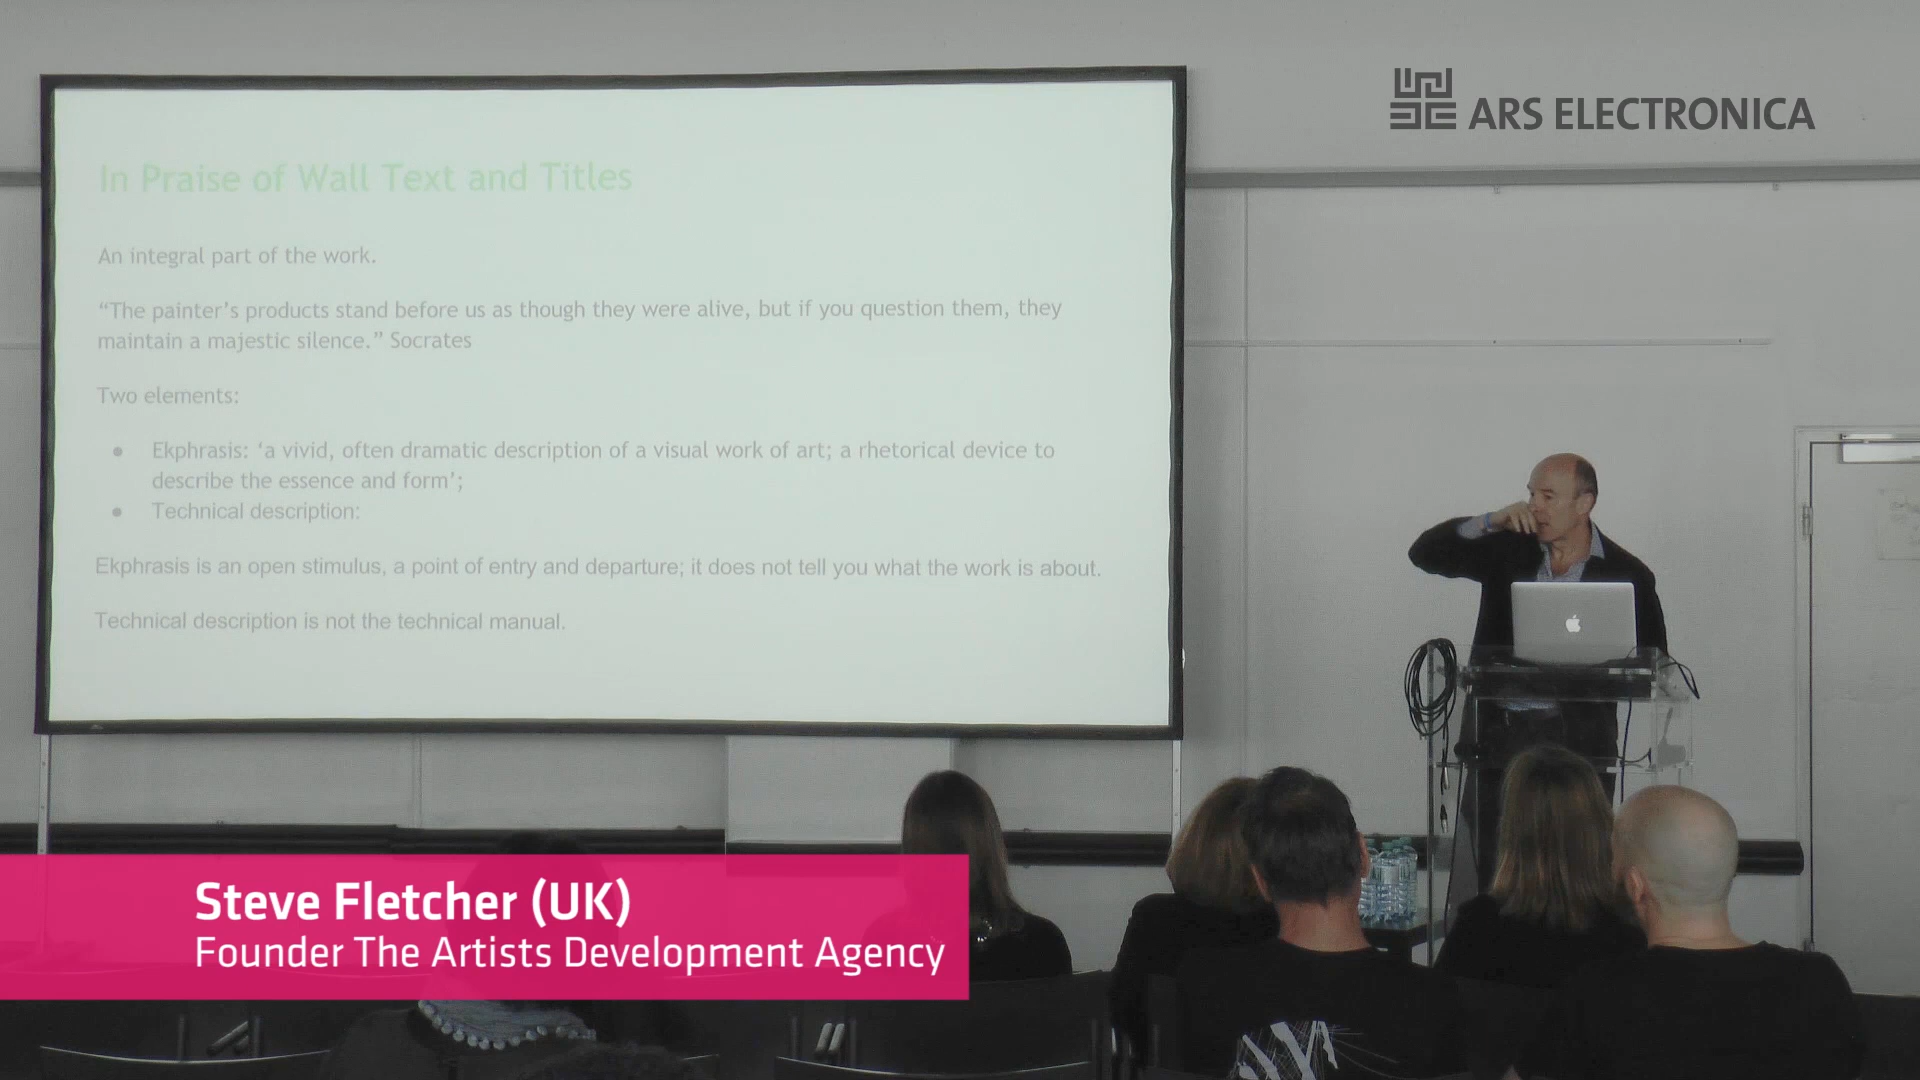 ARS ELECTRONICA
In Praise of Wall Text and Titles
An integral part of the work.
“The painter’s products stand before us as though they were alive, but if you question them, they
maintain a majestic silence.” Socrates
Two elements:
● Ekphrasis: ‘a vivid, often dramatic description of a visual work of art; a rhetorical device to
describe the essence and form’;
● Technical description:
Ekphrasis is an open stimulus, a point of entry and departure; it does not tell you what the work is about.
Technical description is not the technical manual.
Steve Fletcher (UK)
Founder The Artists Development Agency